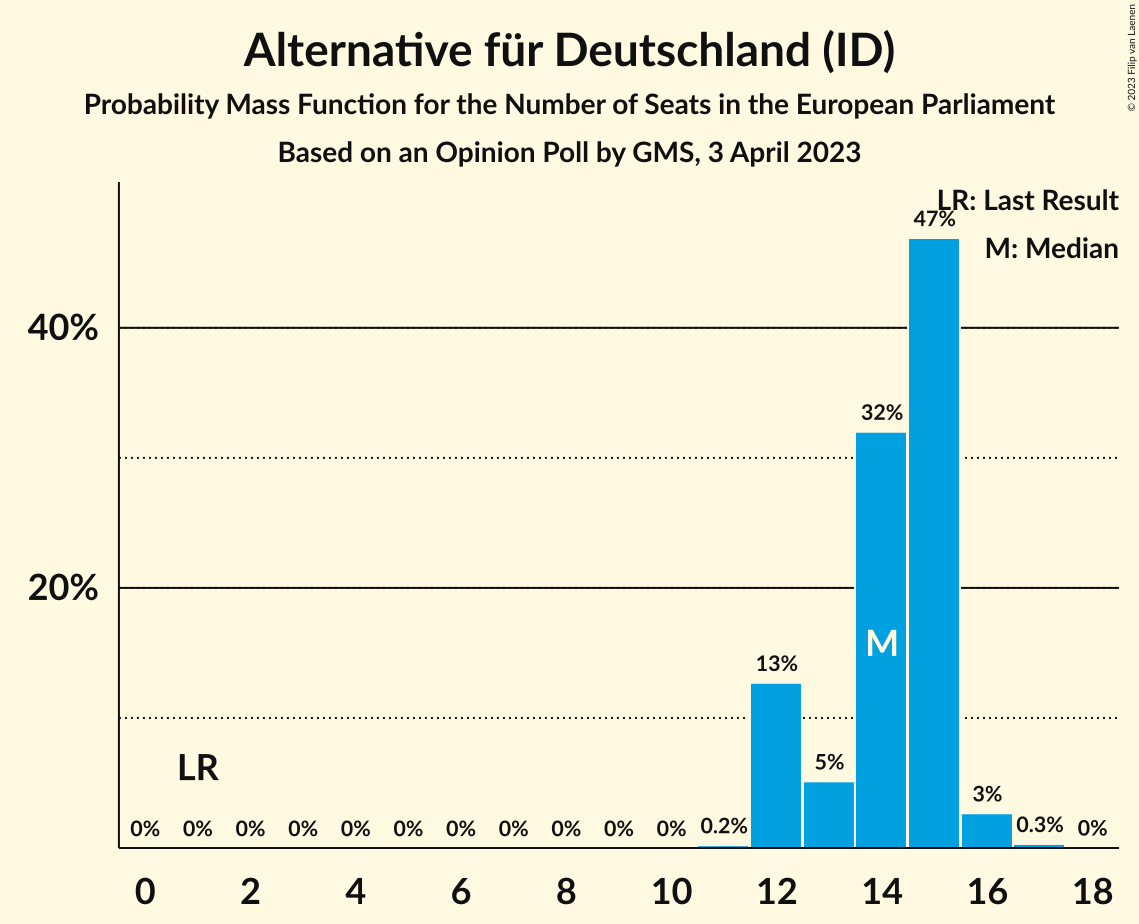 Alternative für Deutschland (ID)
Probability Mass Function for the Number of Seats in the European Parliament
Based on an Opinion Poll by GMS, 3 April 2023
© 2023 Filip van Laenen
LR: Last Result
M: Median
47%
40%
32%
20%
M
13%
5%
LR
3%
0% 0% 0% 0% 0% 0% 0% 0% 0% 0% 0% 0.2% 0.3% 0%
0 2 4 6 8 10 12 14 16 18